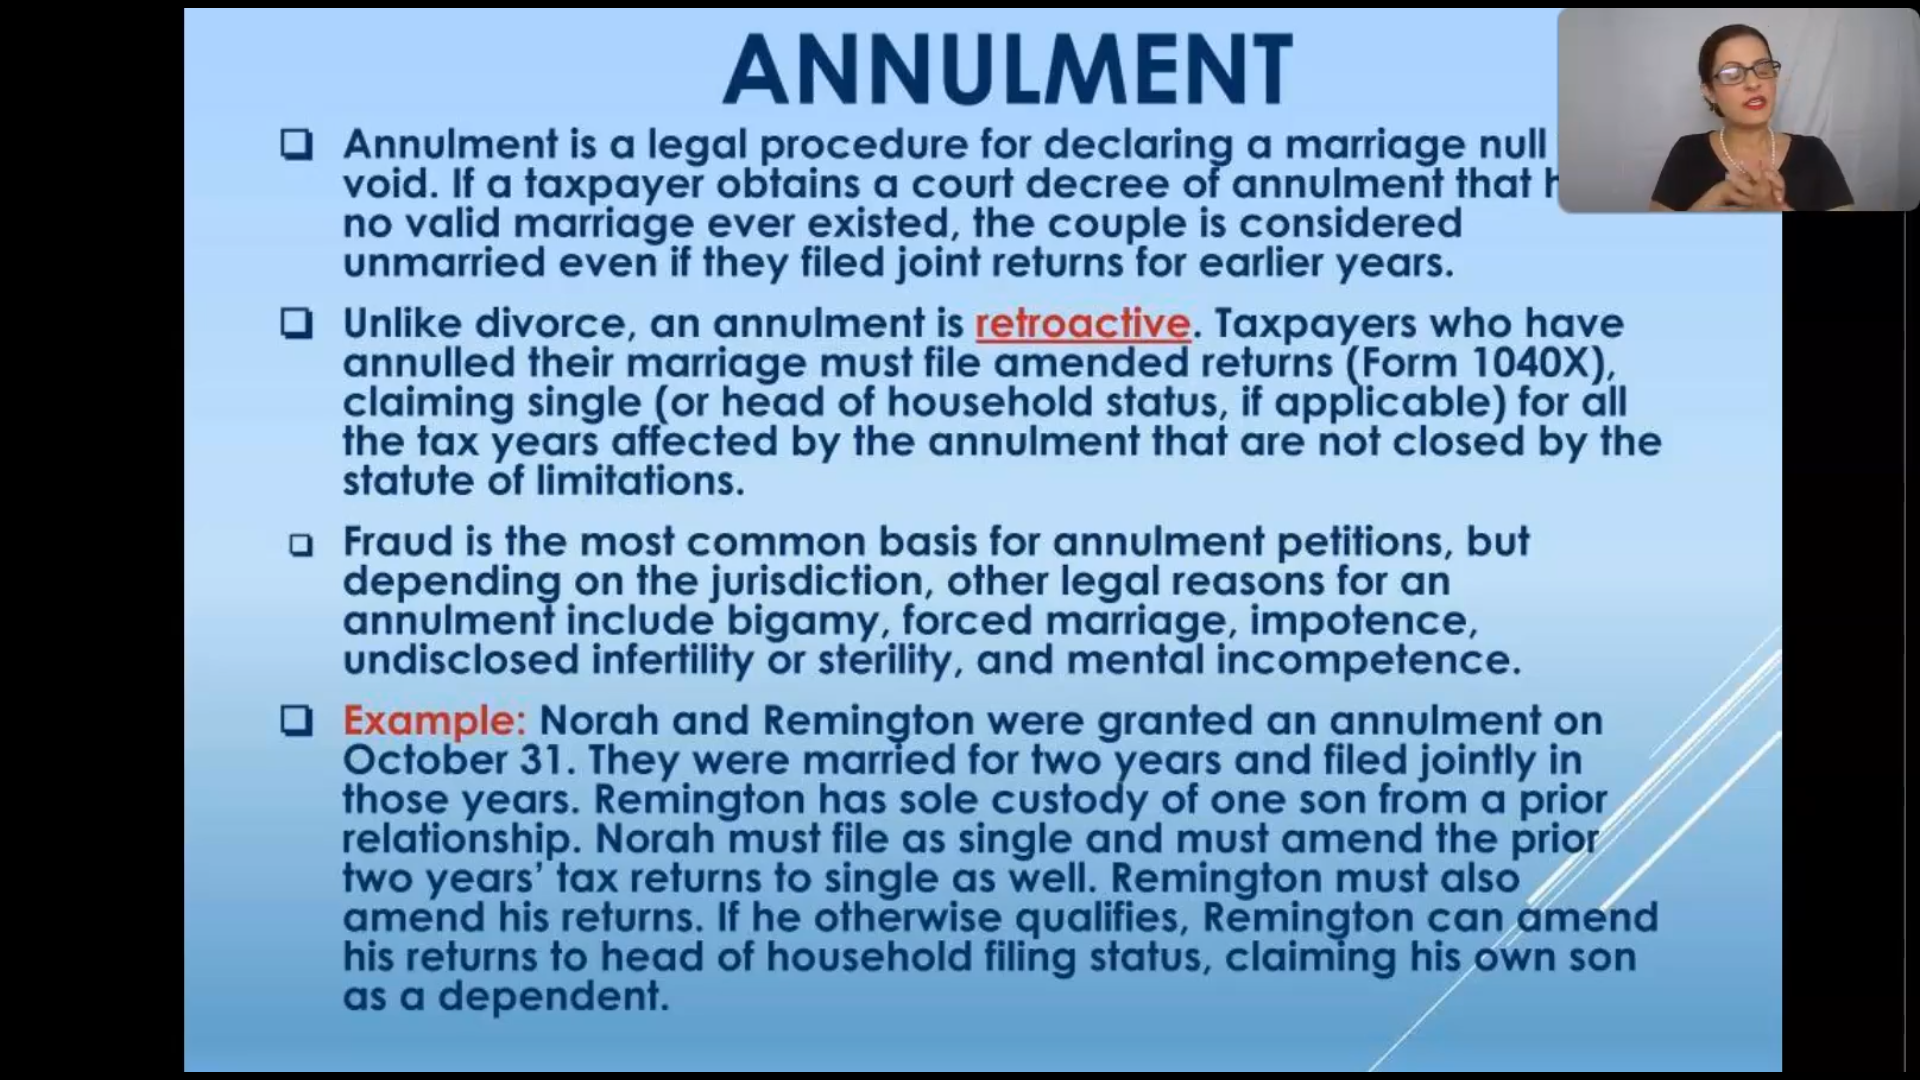 ANNULMENT
Annulment is a legal procedure for declaring a marriage null
void. If a taxpayer obtains a court decree of annulment that
no valid marriage ever existed, the couple is considered
unmarried even if they filed joint returns for earlier years.
Unlike divorce, an annulment is retroactive. Taxpayers who have
annulled their marriage must file amended returns (Form 1040X),
claiming single (or head of household status, if applicable) for all
the tax years affected by the annulment that are not closed by the
statute of limitations.
Fraud is the most common basis for annulment petitions, but
depending on the jurisdiction, other legal reasons for an
annulment include bigamy, forced marriage, impotence,
undisclosed infertility or sterility, and mental incompetence.
Example: Norah and Remington were granted an annulment on
October 31. They were married for two years and filed jointly in
those years. Remington has sole custody of one son from a prior
relationship. Norah must file as single and must amend the prior
two years’ tax returns to single as well. Remington must also
amend his returns. If he otherwise qualifies, Remington can amend
his returns to head of household filing status, claiming his own son
as a dependent.